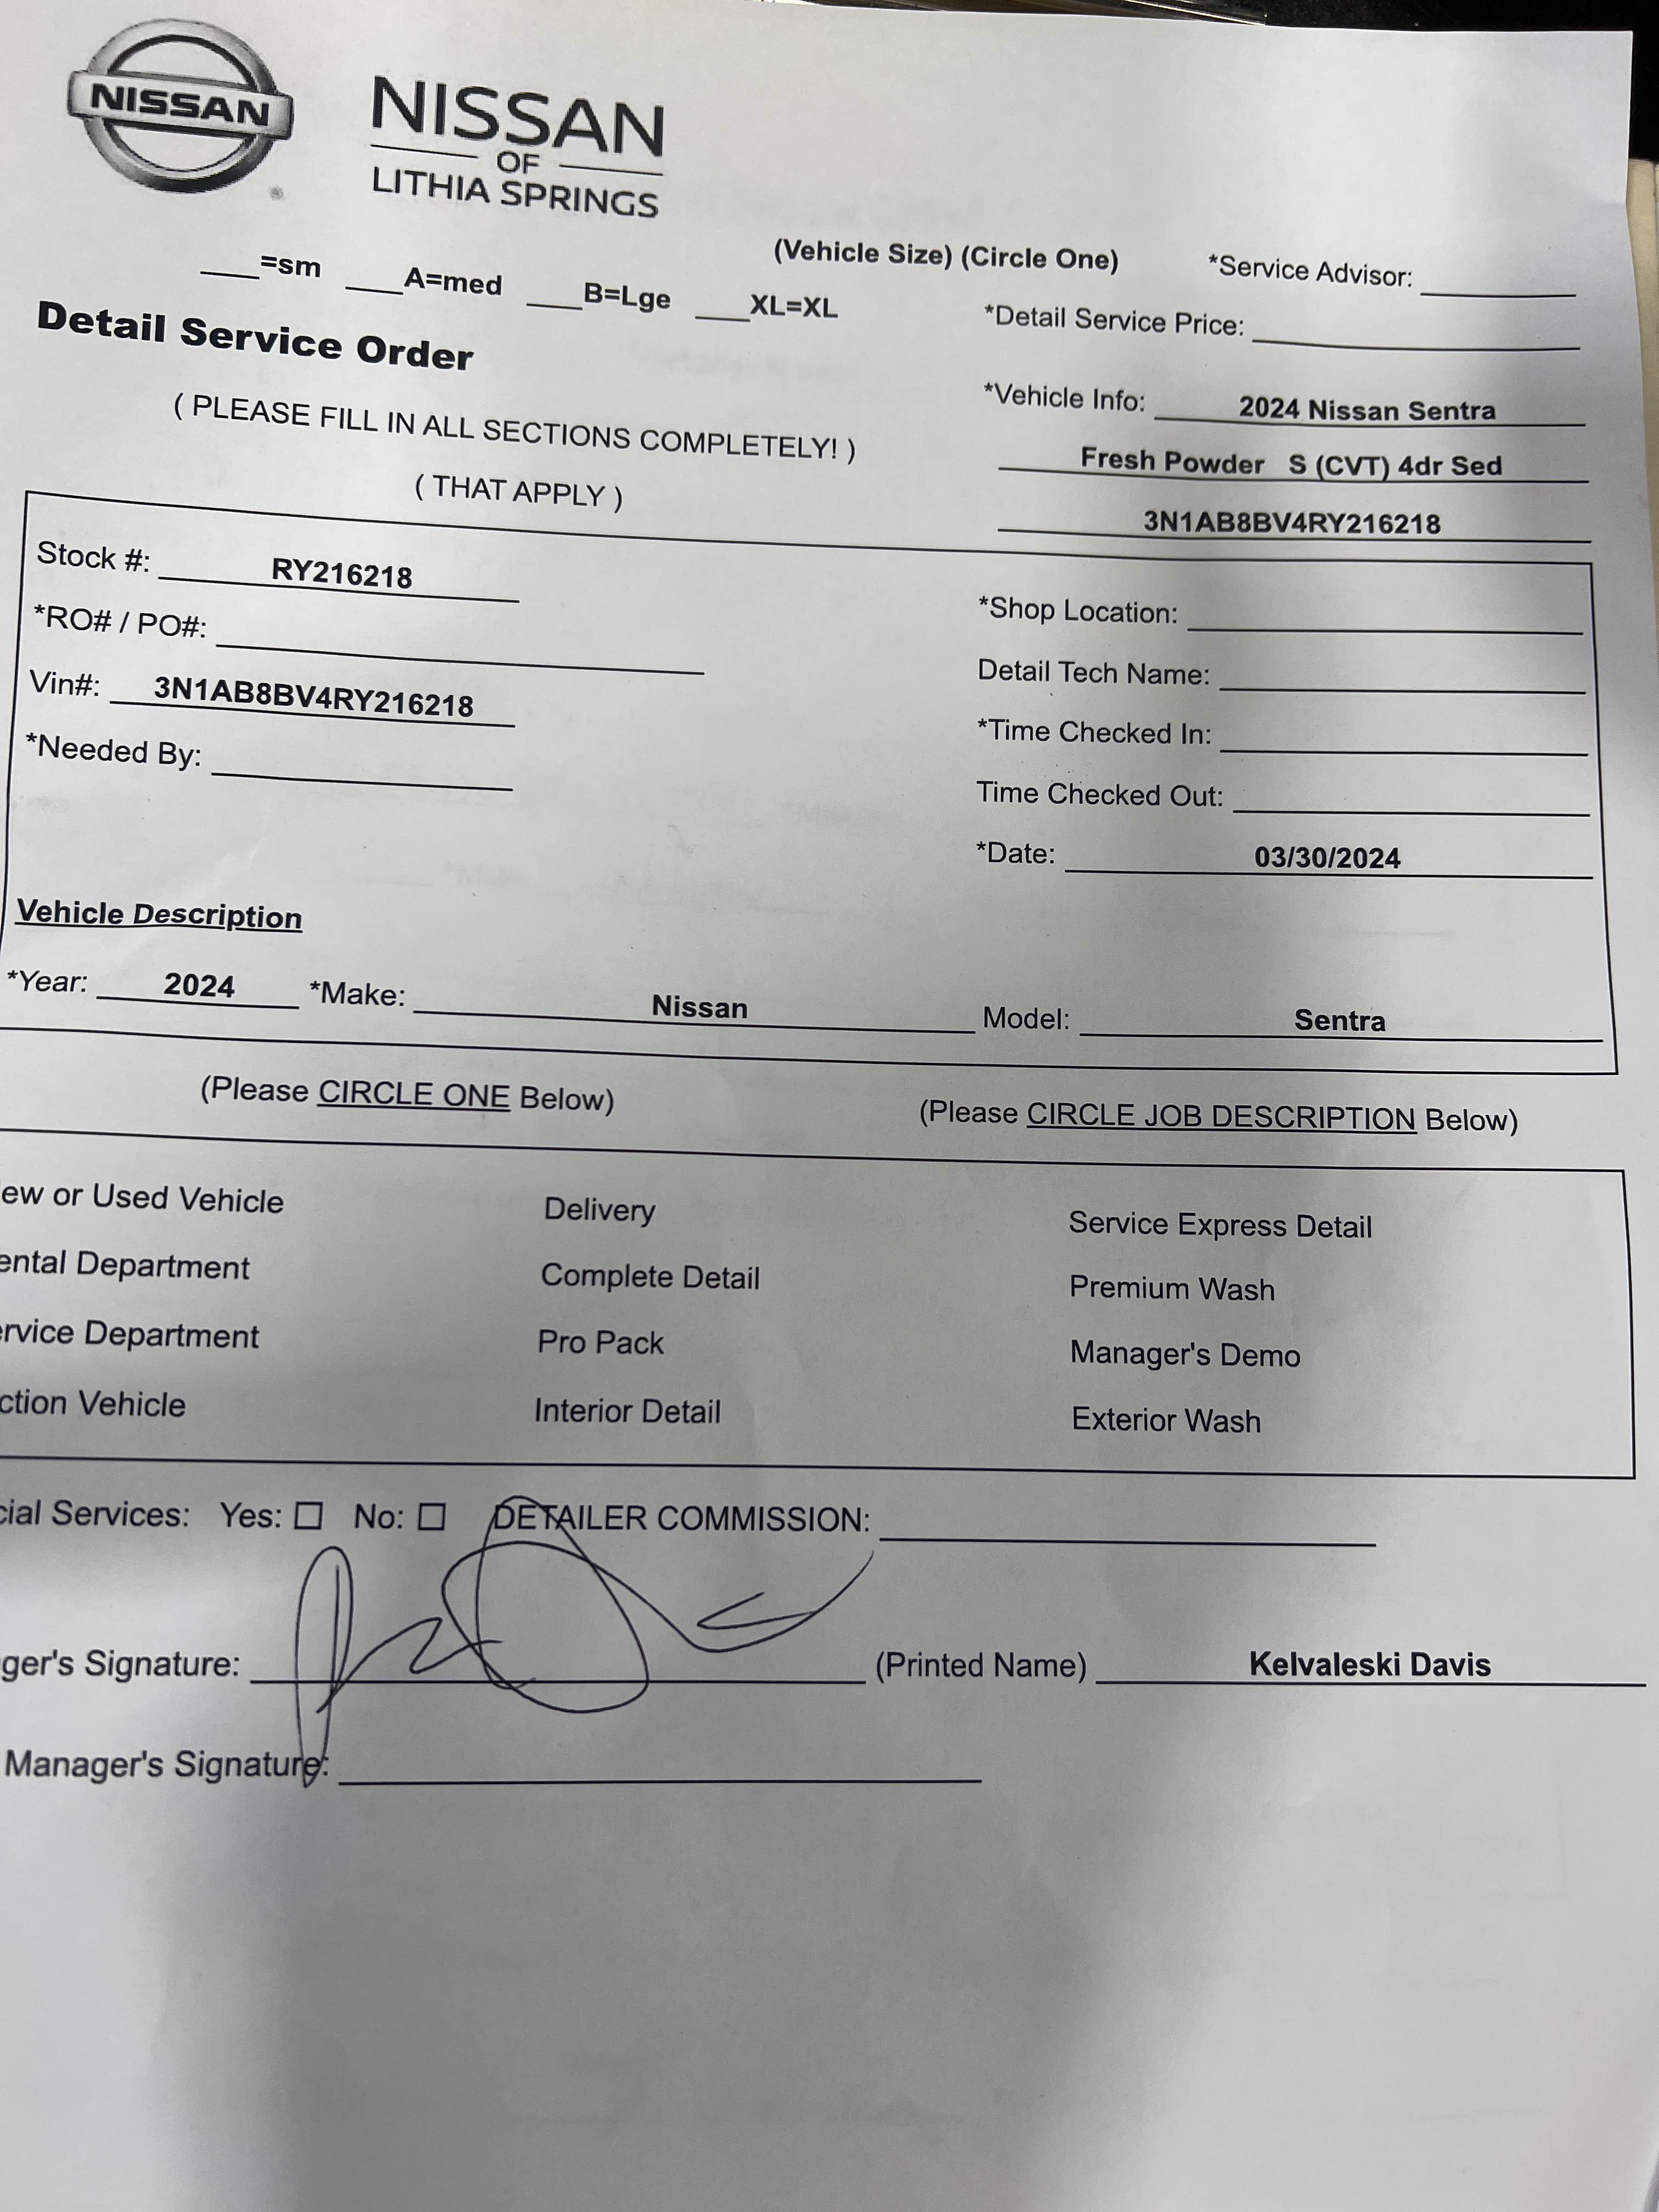 NISSAN
NISSAN
OF
LITHIA SPRINGS
(Vehicle Size) (Circle One)
*Service Advisor:
=sm A=med B=Lge XL=XL
*Detail Service Price:
Detail Service Order
( PLEASE FILL IN ALL SECTIONS COMPLETELY! )
( THAT APPLY )
*Vehicle Info: 2024 Nissan Sentra
Fresh Powder S (CVT) 4dr Sed
3N1AB8BV4RY216218
Stock #: RY216218
*RO# / PO#:
Vin#: 3N1AB8BV4RY216218
*Needed By:
*Shop Location:
Detail Tech Name:
*Time Checked In:
Time Checked Out:
*Date: 03/30/2024
Vehicle Description
*Year: 2024 *Make: Nissan Model: Sentra
(Please CIRCLE ONE Below)
(Please CIRCLE JOB DESCRIPTION Below)
ew or Used Vehicle Delivery Service Express Detail
ental Department Complete Detail Premium Wash
ervice Department Pro Pack Manager's Demo
ction Vehicle Interior Detail Exterior Wash
cial Services: Yes: No: DETAILER COMMISSION:
ger's Signature: (Printed Name) Kelvaleski Davis
Manager's Signature: